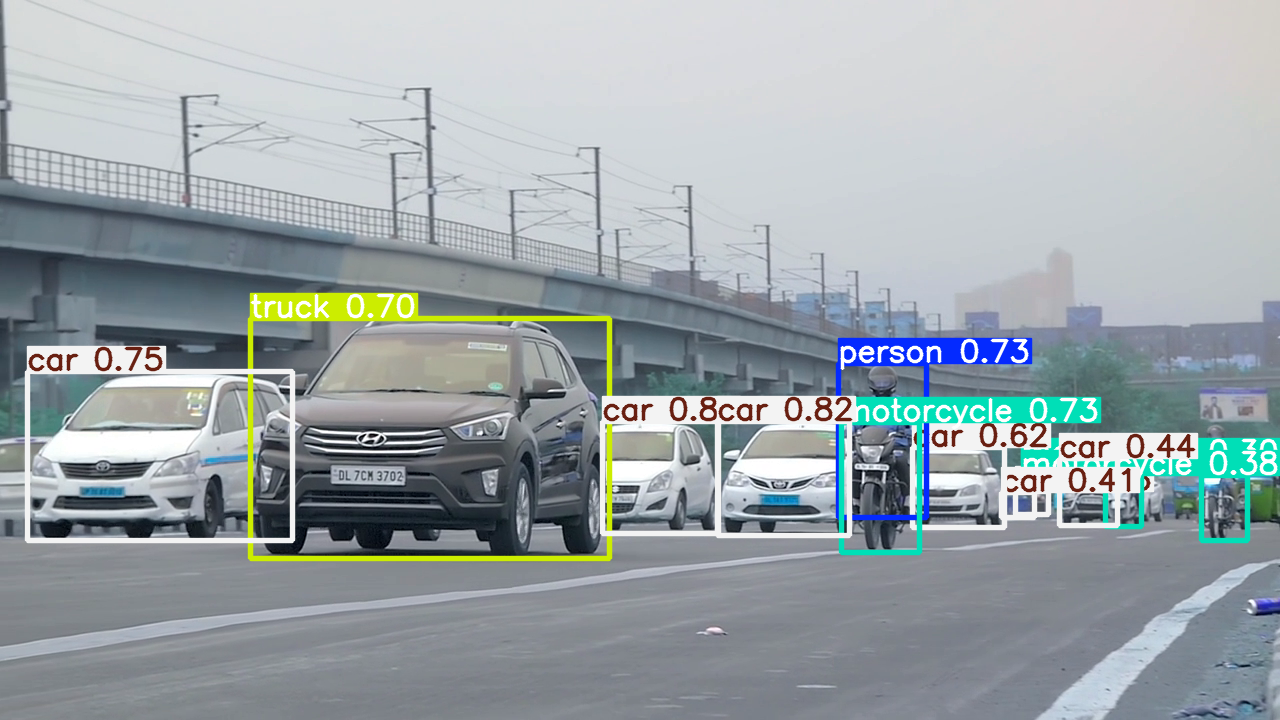 truck 0.70
person 0.73
car 0.75
car 0.8
car 0.82
motorcycle 0.73
car 0.62
car 0.44
motorcycle 0.38
car 0.41
DL 7CM 3702